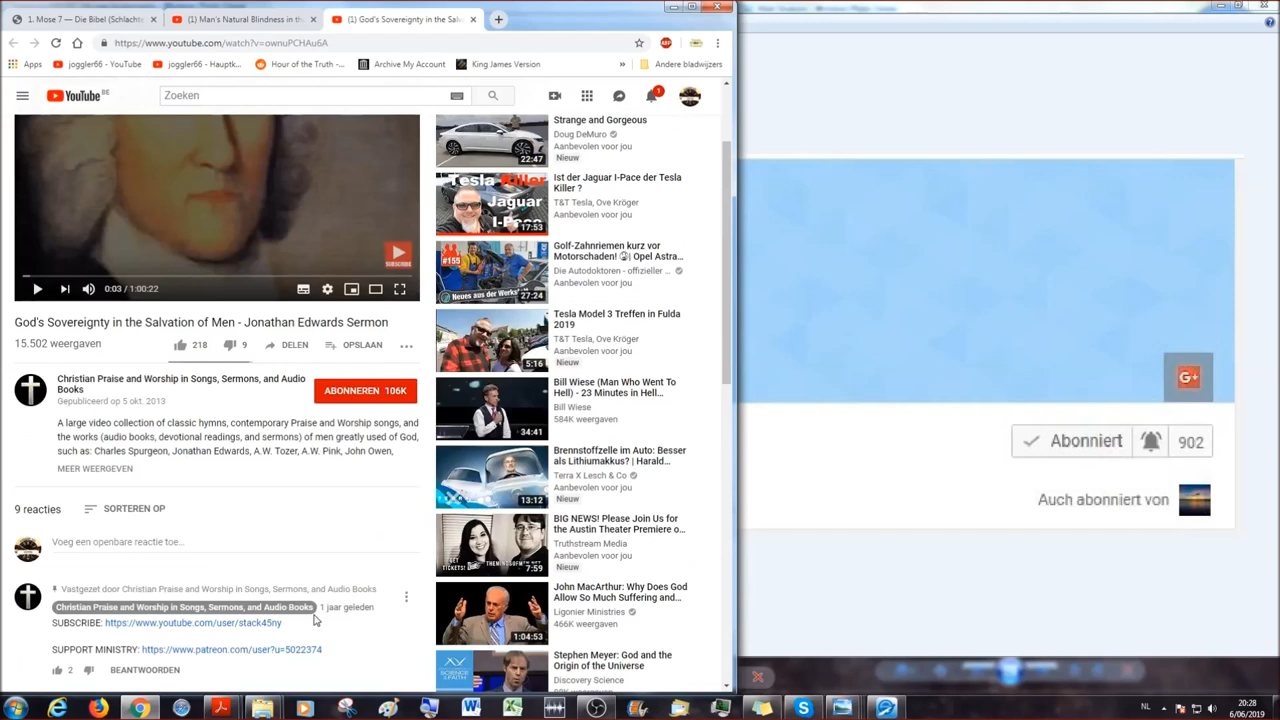 1. Mose 7 — Die Bibel (Schlachte
(1) Man's Natural Blindness in th
(1) God's Sovereignty in the Salva
https://www.youtube.com/watch?v=ownuPCHAu6A
ABP
Apps
joggler66 - YouTube
joggler66 - Hauptk...
Hour of the Truth -...
Archive My Account
King James Version
»
Andere bladwijzers
YouTube BE
Zoeken
1
SUBSCRIBE
0:03 / 1:00:22
God's Sovereignty in the Salvation of Men - Jonathan Edwards Sermon
15.502 weergaven
218
9
DELEN
OPSLAAN
Christian Praise and Worship in Songs, Sermons, and Audio
Books
Gepubliceerd op 5 okt. 2013
ABONNEREN 106K
A large video collection of classic hymns, contemporary Praise and Worship songs, and
the works (audio books, devotional readings, and sermons) of men greatly used of God,
such as: Charles Spurgeon, Jonathan Edwards, A.W. Tozer, A.W. Pink, John Owen,
MEER WEERGEVEN
9 reacties
SORTEREN OP
Voeg een openbare reactie toe...
Vastgezet door Christian Praise and Worship in Songs, Sermons, and Audio Books
Christian Praise and Worship in Songs, Sermons, and Audio Books 1 jaar geleden
SUBSCRIBE: https://www.youtube.com/user/stack45ny
SUPPORT MINISTRY: https://www.patreon.com/user?u=5022374
2
BEANTWOORDEN
22:47
Strange and Gorgeous
Doug DeMuro
Aanbevolen voor jou
Nieuw
Tesla Killer
Jaguar
I-Pace
17:53
Ist der Jaguar I-Pace der Tesla
Killer ?
T&T Tesla, Ove Kröger
Aanbevolen voor jou
#155
Neues aus der Werkst
27:24
Golf-Zahnriemen kurz vor
Motorschaden! | Opel Astra...
Die Autodoktoren - offizieller ...
Aanbevolen voor jou
5:16
Tesla Model 3 Treffen in Fulda
2019
T&T Tesla, Ove Kröger
Aanbevolen voor jou
Nieuw
34:41
Bill Wiese (Man Who Went To
Hell) - 23 Minutes in Hell...
Bill Wiese
584K weergaven
13:12
Brennstoffzelle im Auto: Besser
als Lithiumakkus? | Harald...
Terra X Lesch & Co
Aanbevolen voor jou
Nieuw
7:59
BIG NEWS! Please Join Us for
the Austin Theater Premiere o...
Truthstream Media
Aanbevolen voor jou
Nieuw
1:04:53
John MacArthur: Why Does God
Allow So Much Suffering and...
Ligonier Ministries
466K weergaven
Stephen Meyer: God and the
Origin of the Universe
Discovery Science
G+
Abonniert
902
Auch abonniert von
NL
20:28
6/06/2019